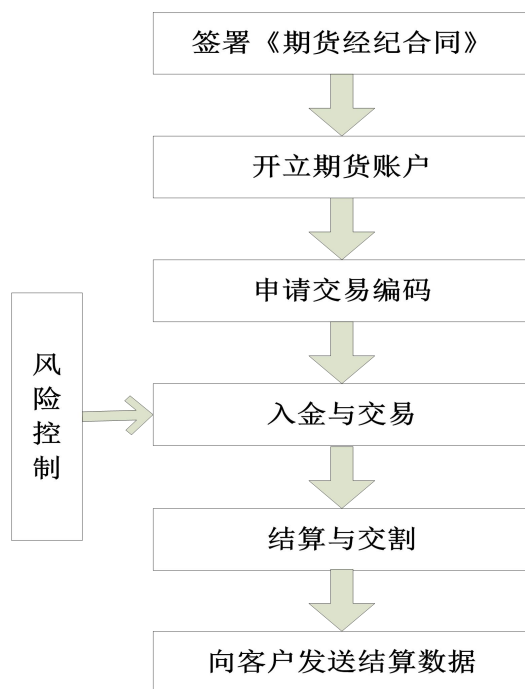 签署《期货经纪合同》
开立期货账户
申请交易编码
风险控制
入金与交易
结算与交割
向客户发送结算数据